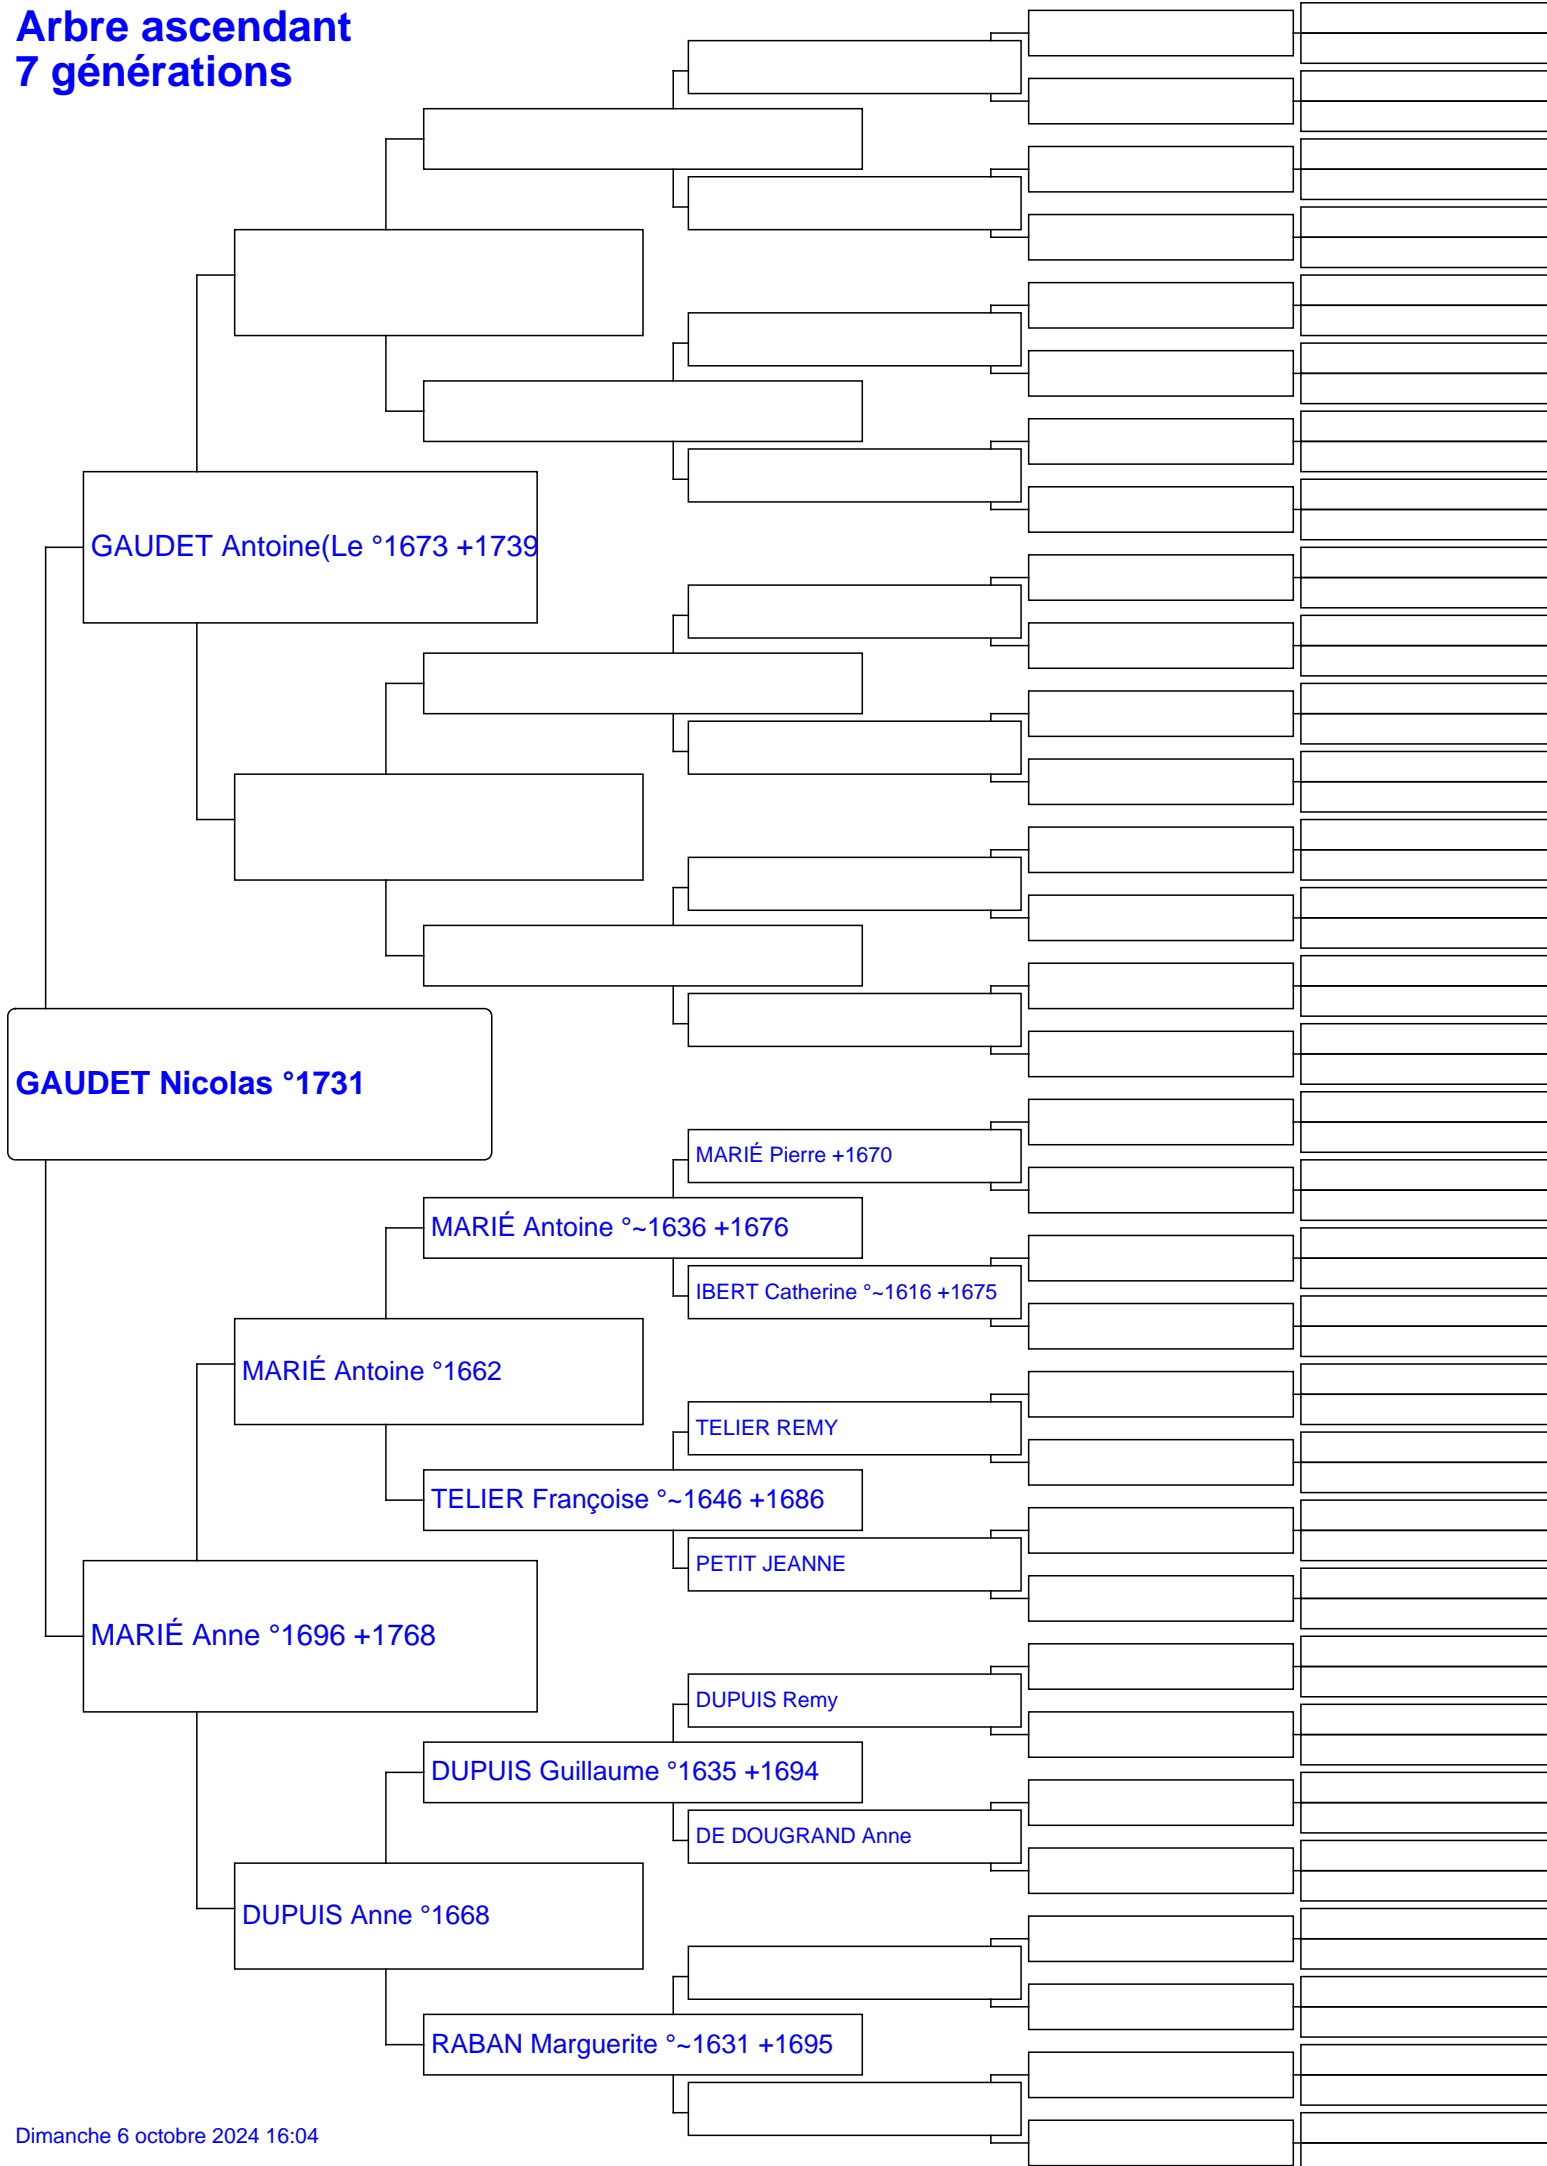 Arbre ascendant
7 générations
GAUDET Antoine(Le °1673 +1739
GAUDET Nicolas °1731
MARIÉ Pierre +1670
MARIÉ Antoine °~1636 +1676
IBERT Catherine °~1616 +1675
MARIÉ Antoine °1662
TELIER REMY
TELIER Françoise °~1646 +1686
PETIT JEANNE
MARIÉ Anne °1696 +1768
DUPUIS Remy
DUPUIS Guillaume °1635 +1694
DE DOUGRAND Anne
DUPUIS Anne °1668
RABAN Marguerite °~1631 +1695
Dimanche 6 octobre 2024 16:04